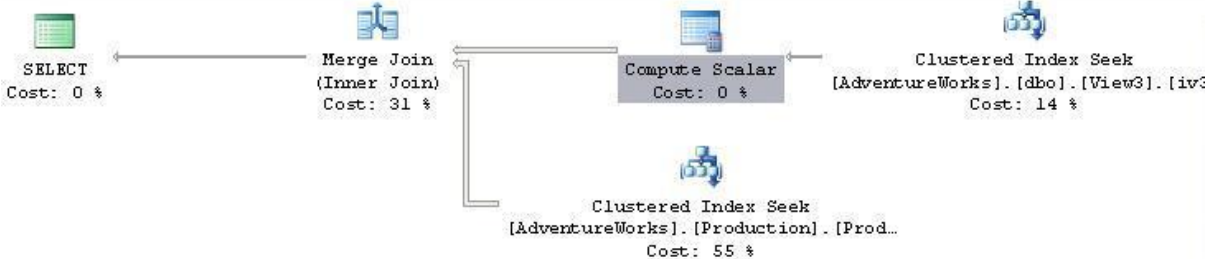 SELECT
Cost: 0 %
Merge Join
(Inner Join)
Cost: 31 %
Compute Scalar
Cost: 0 %
Clustered Index Seek
[AdventureWorks].[dbo].[View3].[iv3
Cost: 14 %
Clustered Index Seek
[AdventureWorks].[Production].[Prod…
Cost: 55 %